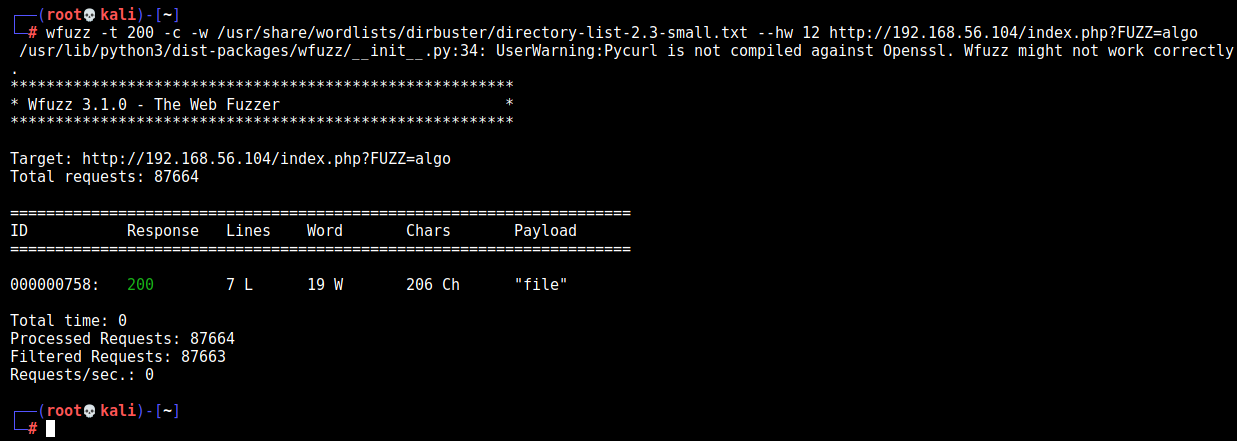 ┌──(root💀kali)-[~]
└─# wfuzz -t 200 -c -w /usr/share/wordlists/dirbuster/directory-list-2.3-small.txt --hw 12 http://192.168.56.104/index.php?FUZZ=algo
 /usr/lib/python3/dist-packages/wfuzz/__init__.py:34: UserWarning:Pycurl is not compiled against Openssl. Wfuzz might not work correctly
.
********************************************************
* Wfuzz 3.1.0 - The Web Fuzzer                         *
********************************************************

Target: http://192.168.56.104/index.php?FUZZ=algo
Total requests: 87664

=====================================================================
ID           Response   Lines    Word       Chars       Payload
=====================================================================

000000758:   200        7 L      19 W       206 Ch      "file"

Total time: 0
Processed Requests: 87664
Filtered Requests: 87663
Requests/sec.: 0

┌──(root💀kali)-[~]
└─#